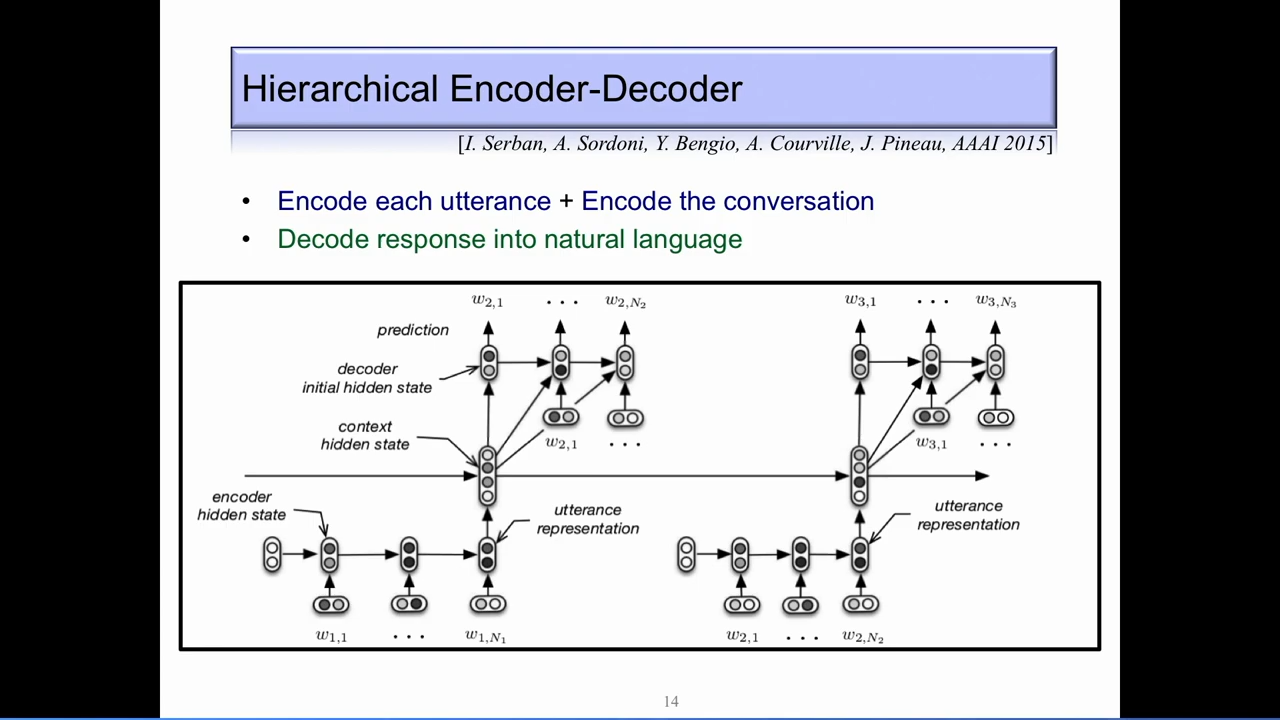 Hierarchical Encoder-Decoder
[I. Serban, A. Sordoni, Y. Bengio, A. Courville, J. Pineau, AAAI 2015]
• Encode each utterance + Encode the conversation
• Decode response into natural language
w2,1 ... w2,N2
w3,1 ... w3,N3
prediction
decoder
initial hidden state
context
hidden state
w2,1 ...
w3,1 ...
encoder
hidden state
utterance
representation
utterance
representation
w1,1 ... w1,N1
w2,1 ... w2,N2
14